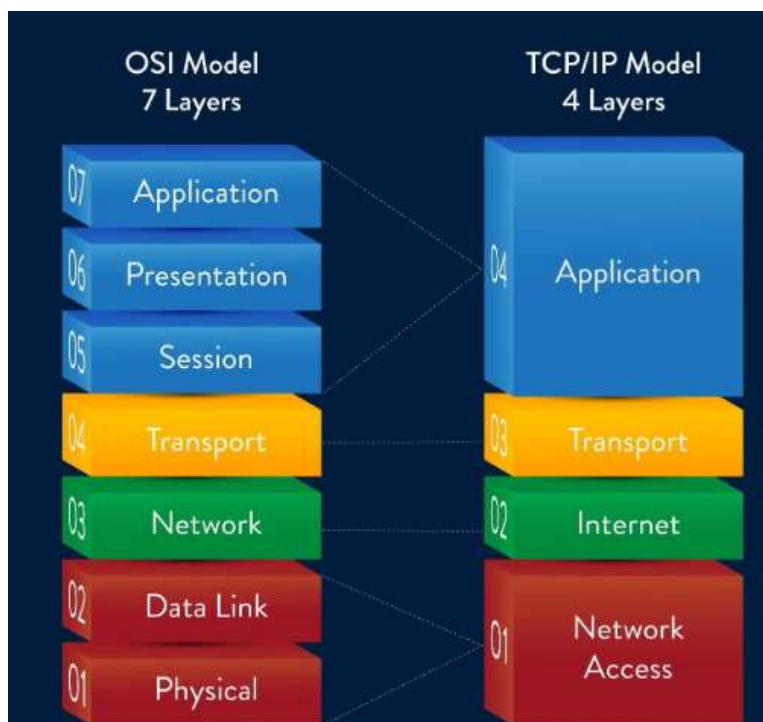 OSI Model
7 Layers
07 Application
06 Presentation
05 Session
04 Transport
03 Network
02 Data Link
01 Physical
TCP/IP Model
4 Layers
04 Application
03 Transport
02 Internet
01 Network
Access